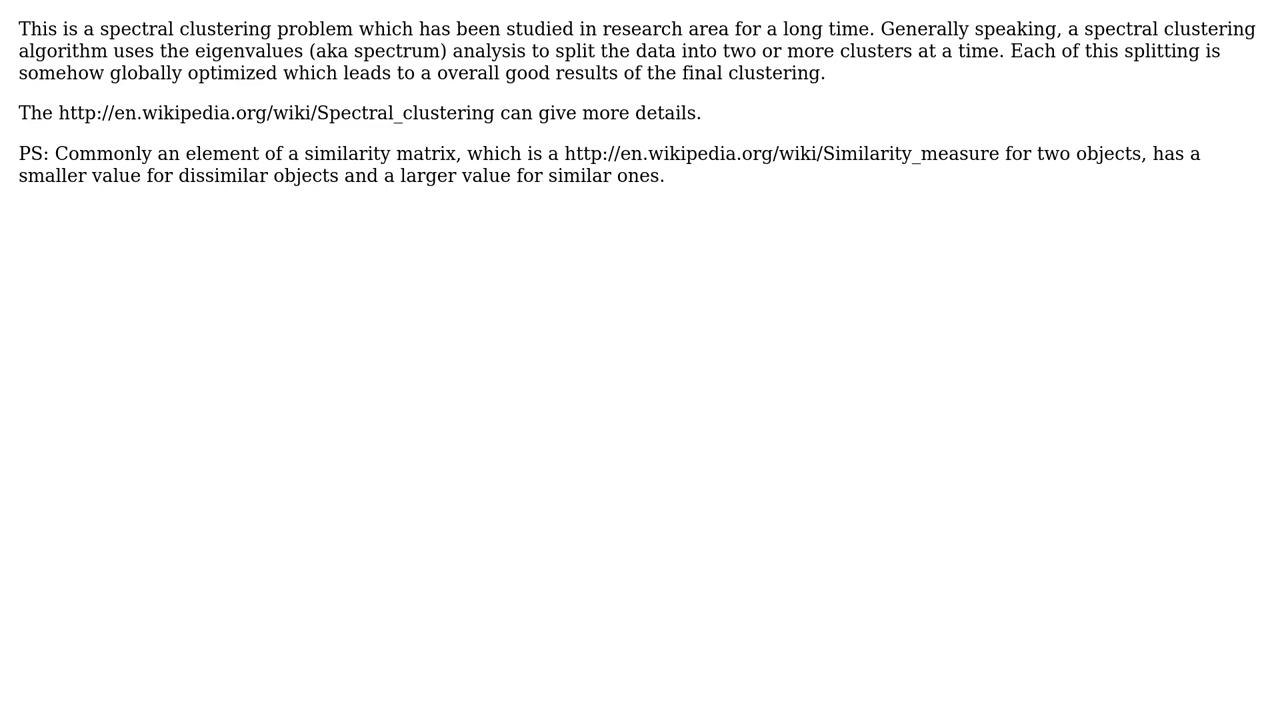 This is a spectral clustering problem which has been studied in research area for a long time. Generally speaking, a spectral clustering
algorithm uses the eigenvalues (aka spectrum) analysis to split the data into two or more clusters at a time. Each of this splitting is
somehow globally optimized which leads to a overall good results of the final clustering.
The http://en.wikipedia.org/wiki/Spectral_clustering can give more details.
PS: Commonly an element of a similarity matrix, which is a http://en.wikipedia.org/wiki/Similarity_measure for two objects, has a
smaller value for dissimilar objects and a larger value for similar ones.